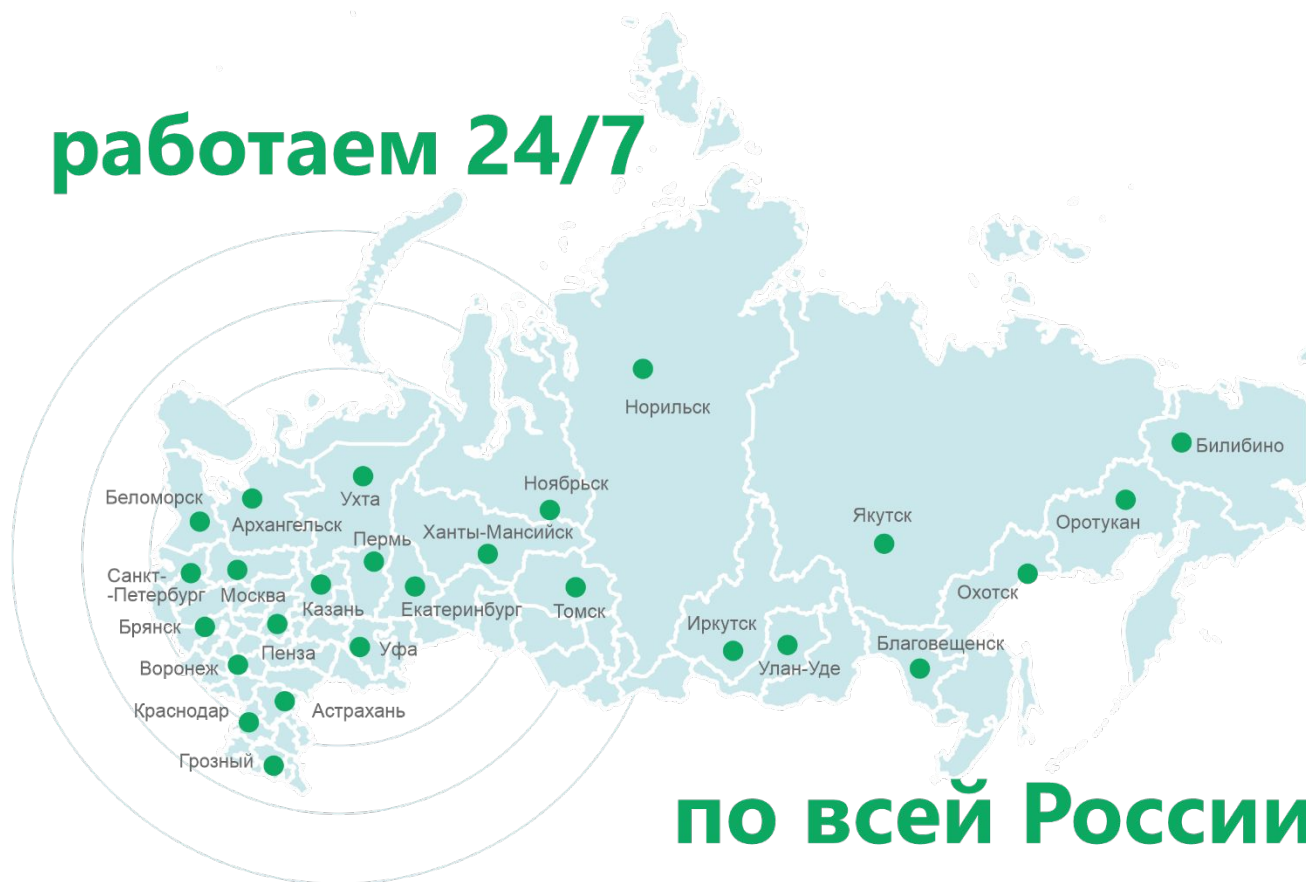 работаем 24/7
Норильск
Билибино
Ноябрьск
Ухта
Беломорск
Архангельск
Оротукан
Якутск
Ханты-Мансийск
Пермь
Санкт-
-Петербург
Москва
Казань
Екатеринбург
Томск
Охотск
Иркутск
Брянск
Пенза
Уфа
Улан-Уде
Благовещенск
Воронеж
Краснодар
Астрахань
Грозный
по всей России